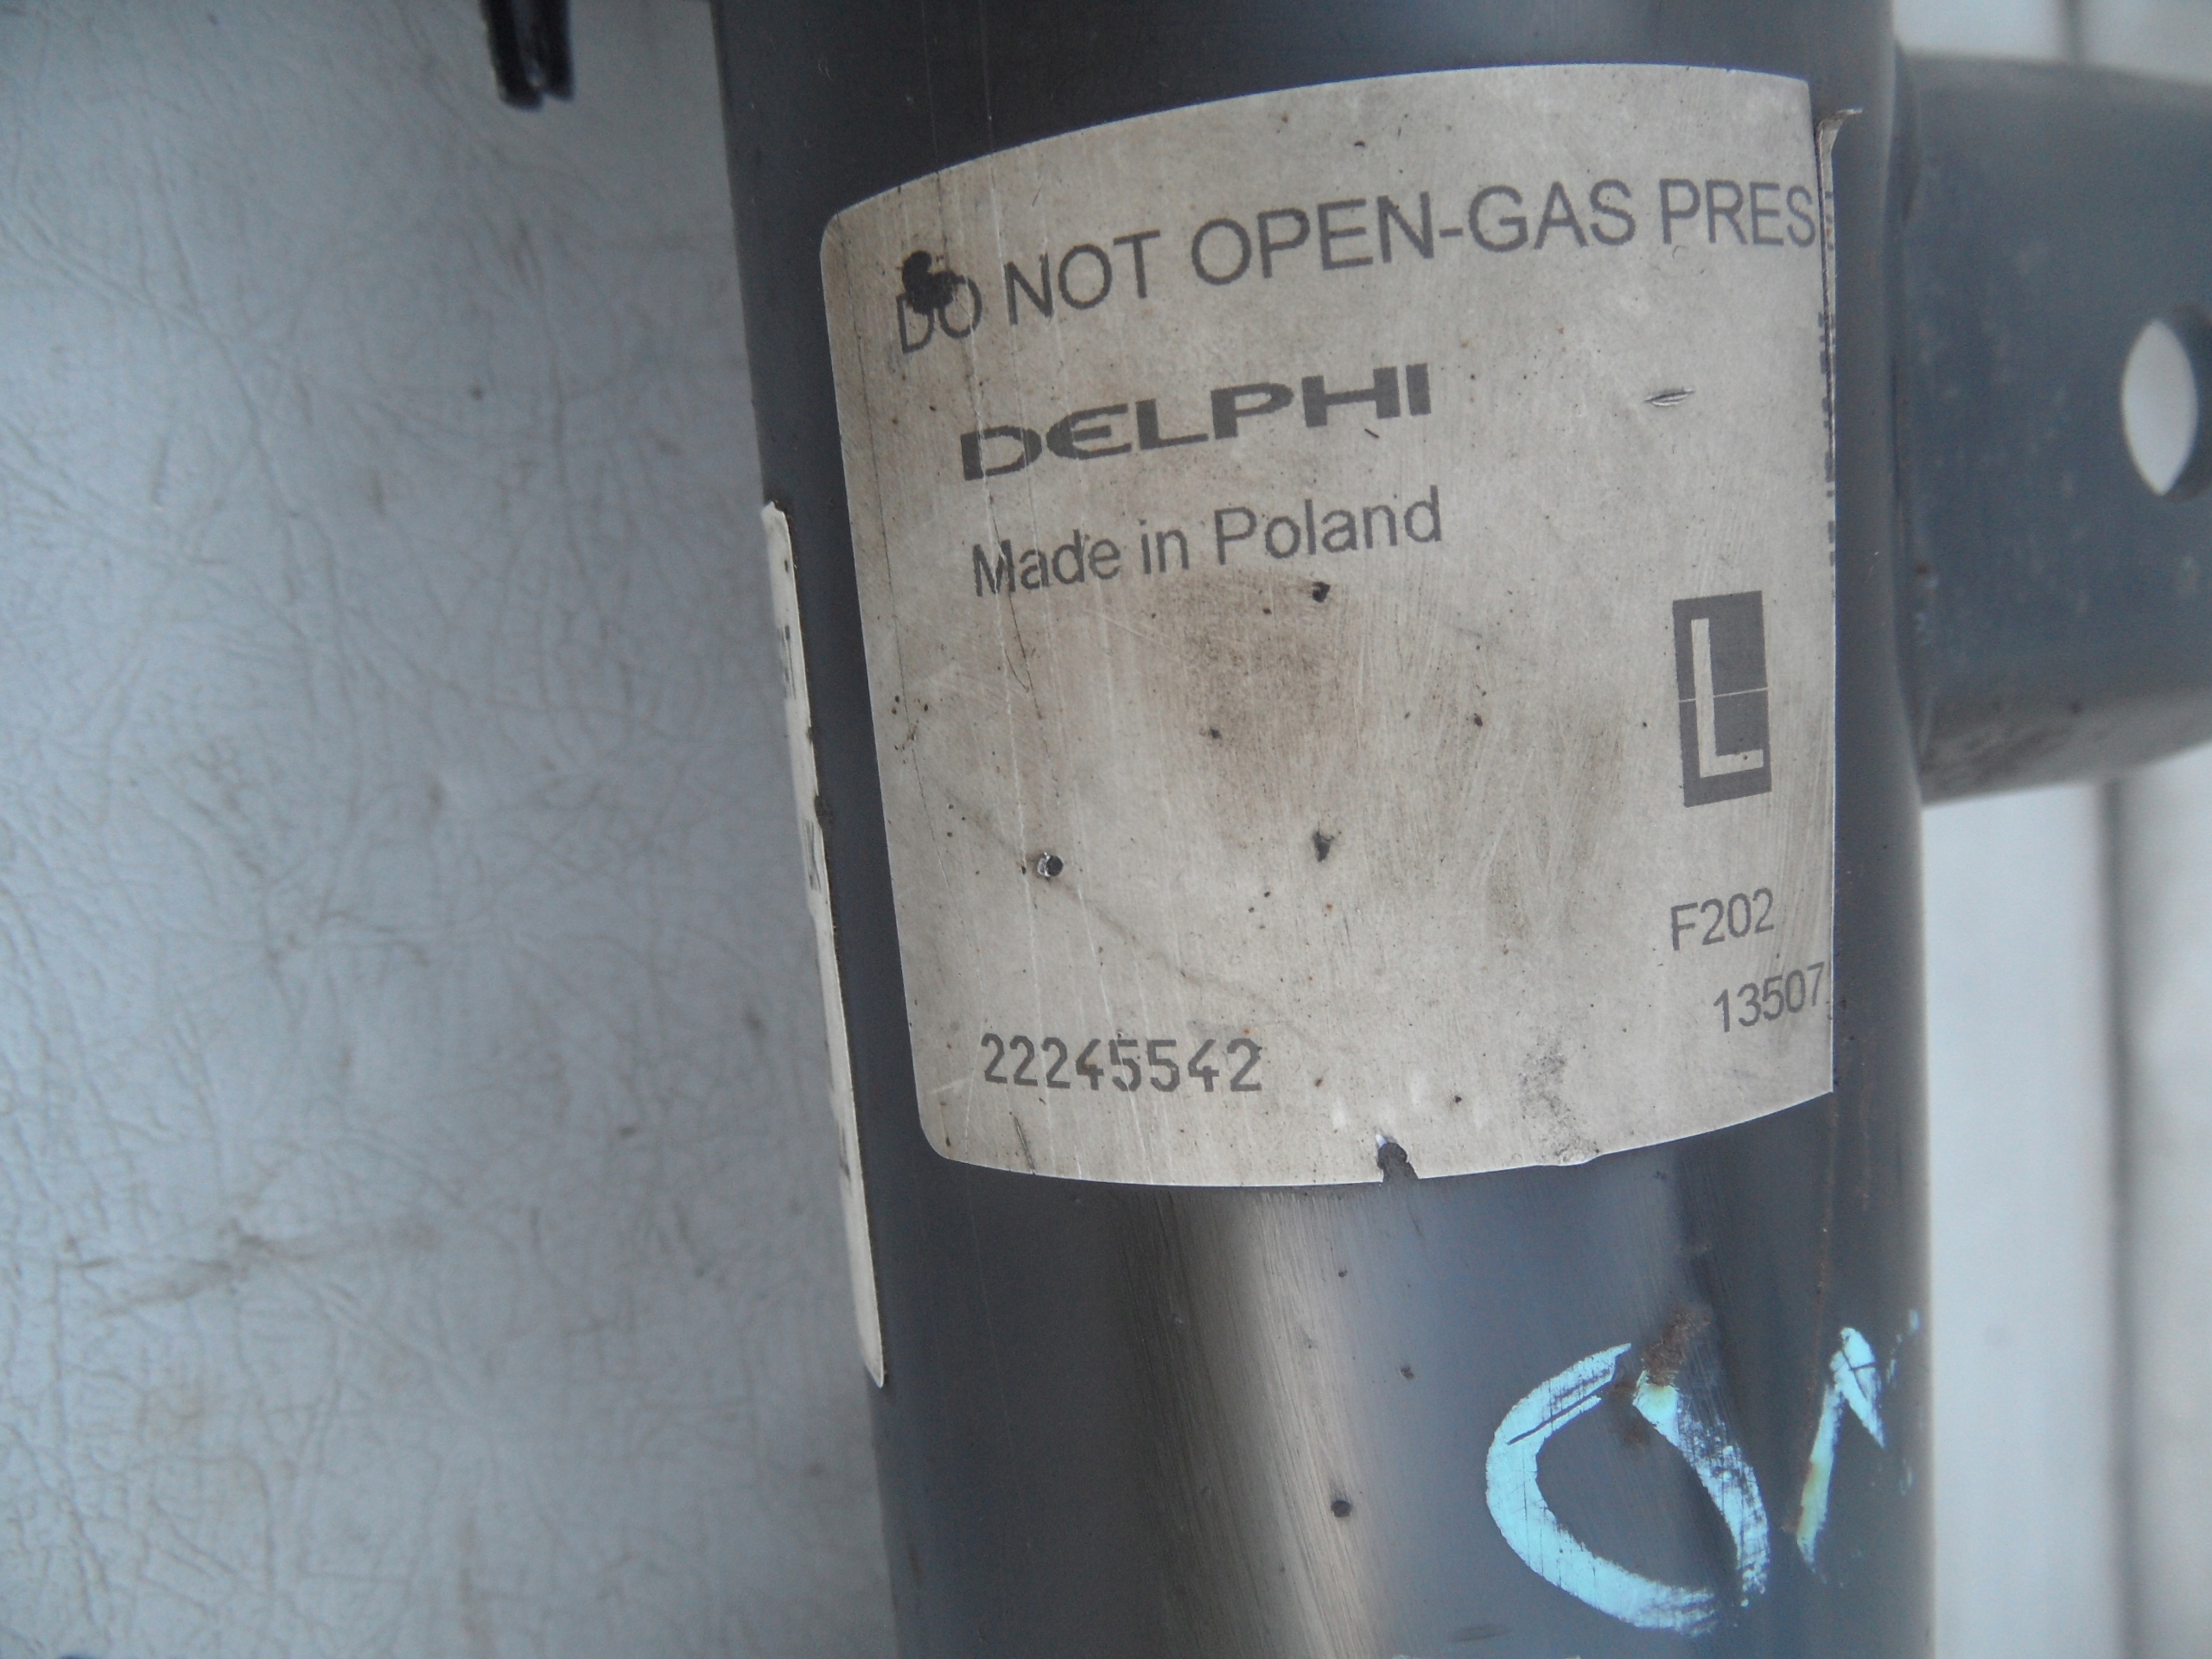 DO NOT OPEN-GAS PRES
DELPHI
Made in Poland
L
F202
13507
22245542